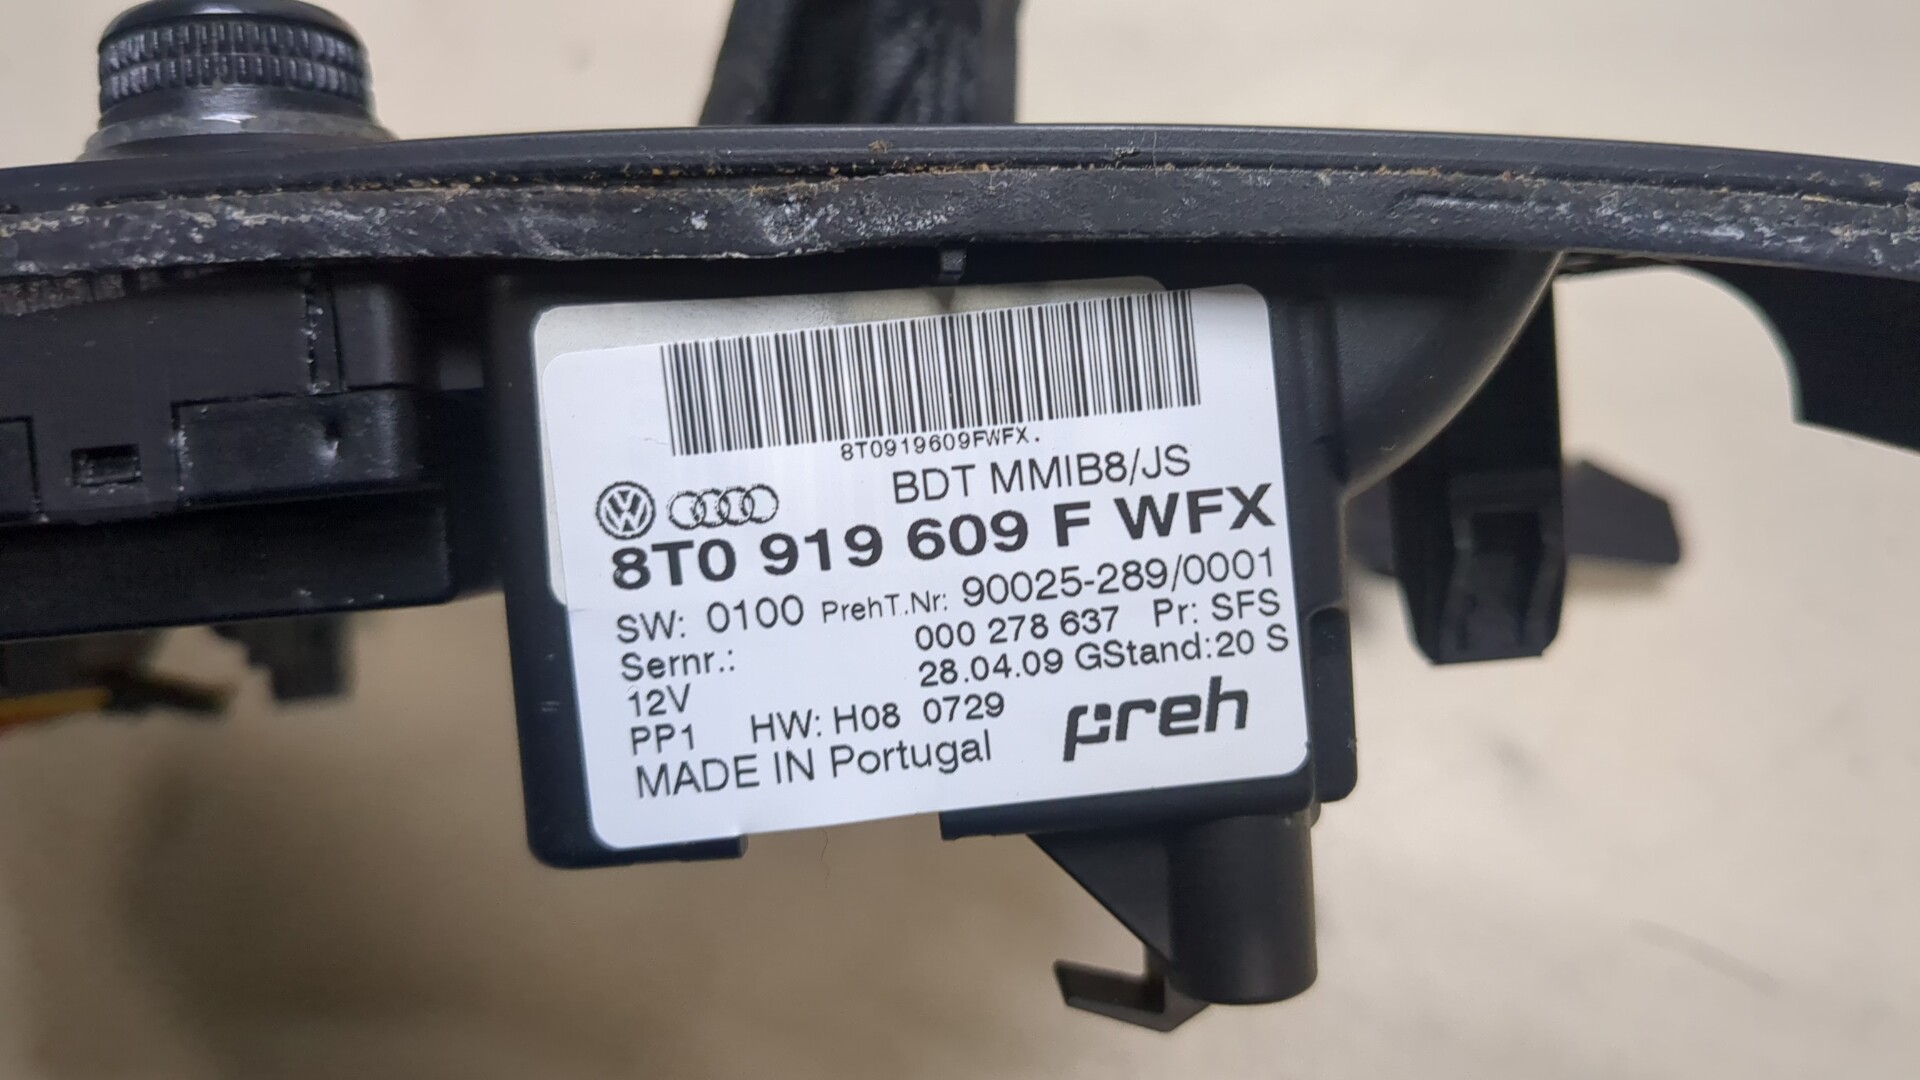 8T0919609FWFX.
BDT MMIB8/JS
8T0 919 609 F WFX
SW: 0100 PrehT.Nr: 90025-289/0001
Sernr.: 000 278 637 Pr: SFS
12V 28.04.09 GStand:20 S
PP1 HW: H08 0729
MADE IN Portugal preh